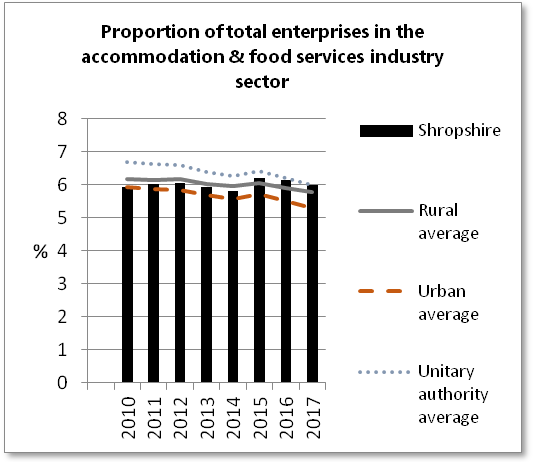 Proportion of total enterprises in the
accommodation & food services industry
sector
8
7
6
5
% 4
3
2
1
0
2010
2011
2012
2013
2014
2015
2016
2017
Shropshire
Rural
average
Urban
average
Unitary
authority
average